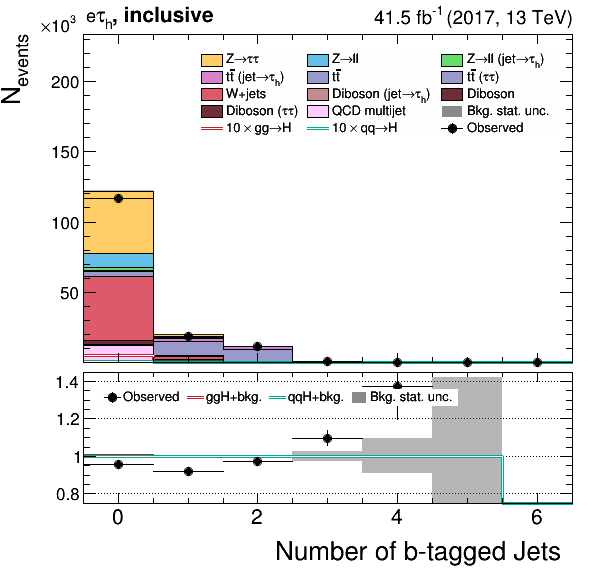 ×10³ eτh, inclusive 41.5 fb⁻¹ (2017, 13 TeV)
Nevents
200
150
100
50
Z→ττ Z→ll Z→ll (jet→τh)
tt̄ (jet→τh) tt̄ tt̄ (ττ)
W+jets Diboson (jet→τh) Diboson
Diboson (ττ) QCD multijet Bkg. stat. unc.
10 × gg→H 10 × qq→H Observed
1.4
1.2
1
0.8
Observed ggH+bkg. qqH+bkg. Bkg. stat. unc.
0 2 4 6
Number of b-tagged Jets